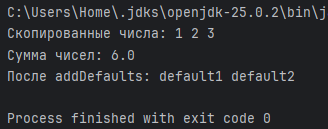 C:\Users\Home\.jdks\openjdk-25.0.2\bin\j
Скопированные числа: 1 2 3
Сумма чисел: 6.0
После addDefaults: default1 default2
Process finished with exit code 0